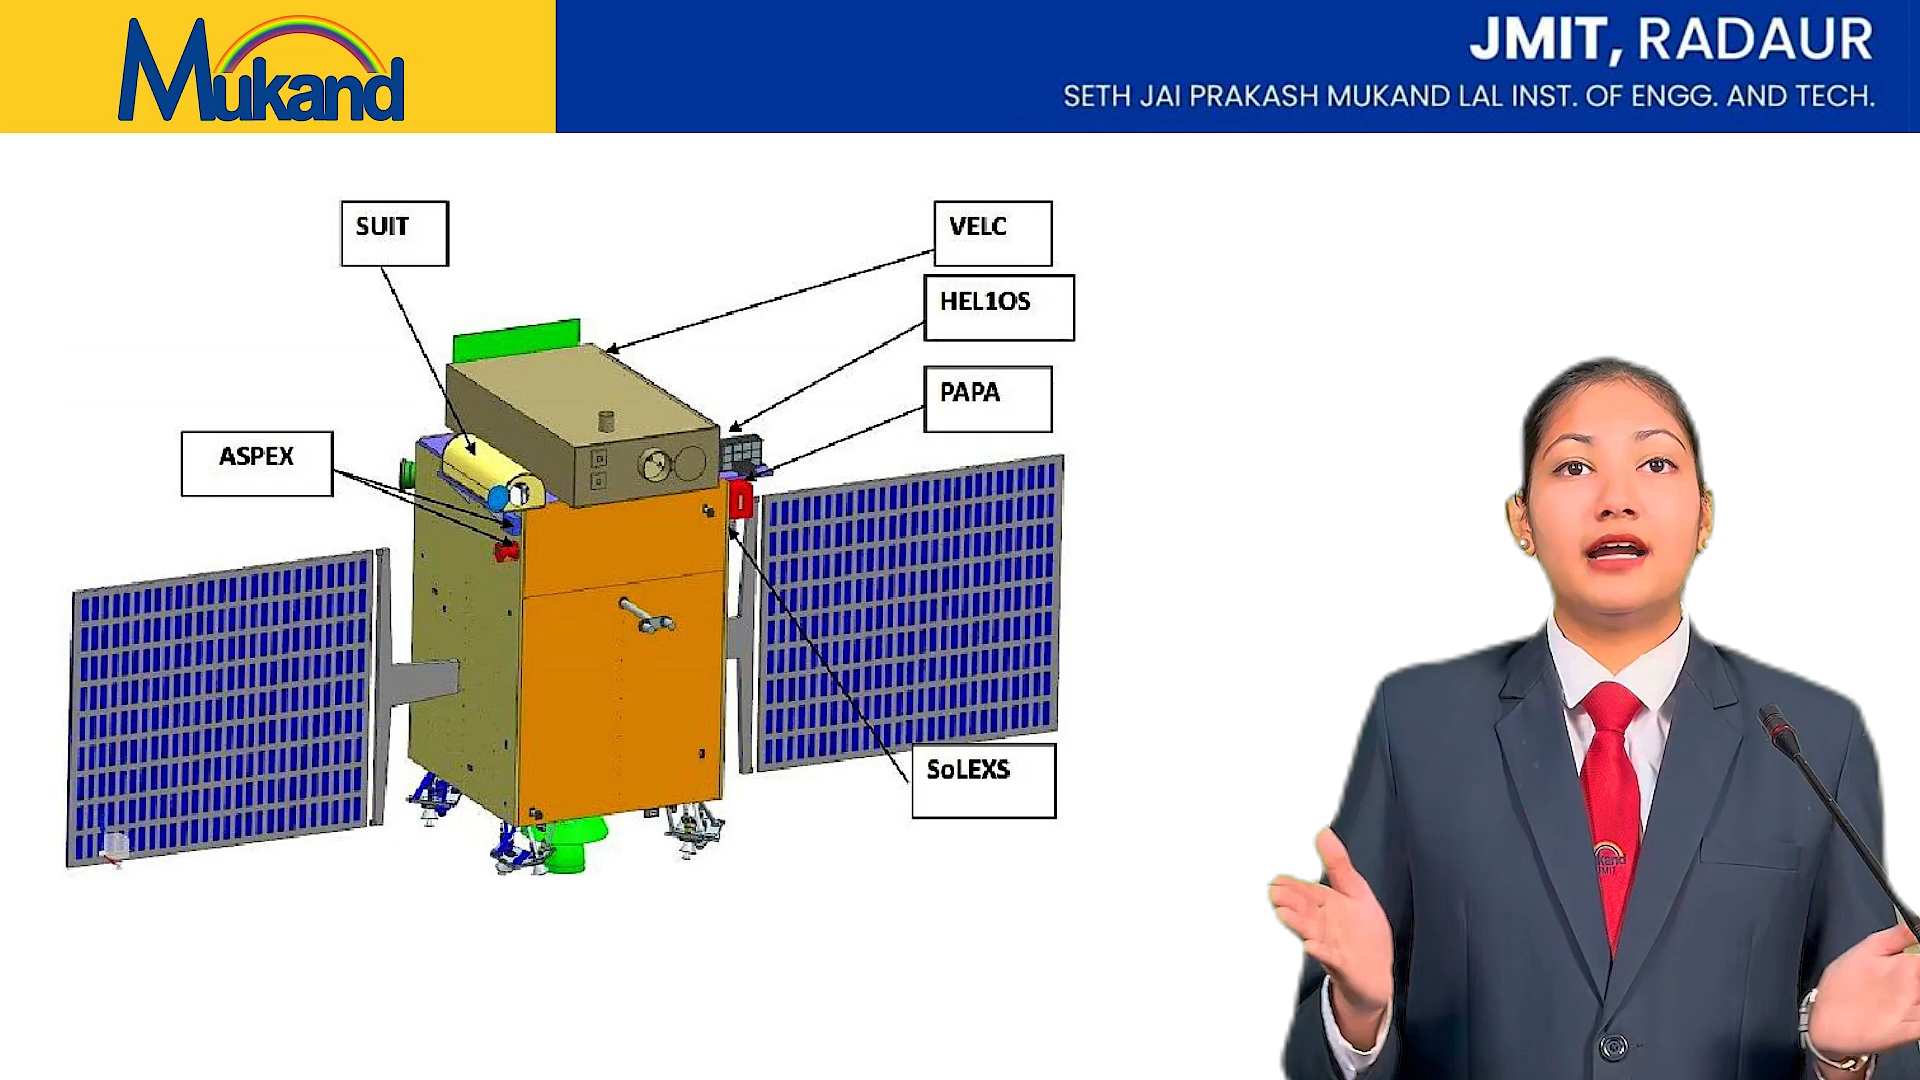 Mukand
JMIT, RADAUR
SETH JAI PRAKASH MUKAND LAL INST. OF ENGG. AND TECH.
SUIT
VELC
HEL1OS
PAPA
ASPEX
SoLEXS
JMIT